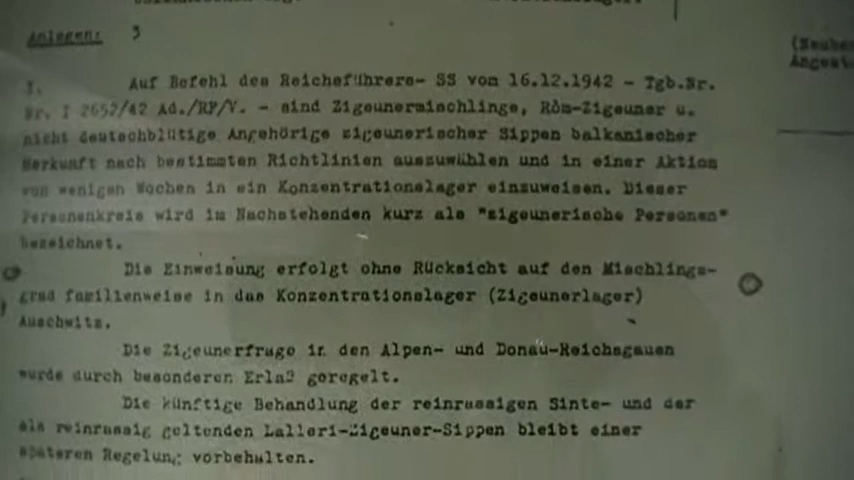 Anlagen: 3
(Neube
Angest
I. Auf Befehl des Reichsführers- SS vom 16.12.1942 - Tgb.Nr.
Nr. I 2652/42 Ad./RF/V. - sind Zigeunermischlinge, Ròm-Zigeuner u.
nicht deutschblütige Angehörige zigeunerischer Sippen balkanischer
Herkunft nach bestimmten Richtlinien auszuwählen und in einer Aktion
von wenigen Wochen in ein Konzentrationslager einzuweisen. Dieser
Personenkreis wird im Nachstehenden kurz als "zigeunerische Personen"
bezeichnet.
Die Einweisung erfolgt ohne Rücksicht auf den Mischlings-
grad familienweise in das Konzentrationslager (Zigeunerlager)
Auschwitz.
Die Zigeunerfrage in den Alpen- und Donau-Reichsgauen
wurde durch besonderen Erlaß geregelt.
Die künftige Behandlung der reinrassigen Sinte- und der
als reinrassig geltenden Lalleri-Zigeuner-Sippen bleibt einer
späteren Regelung vorbehalten.